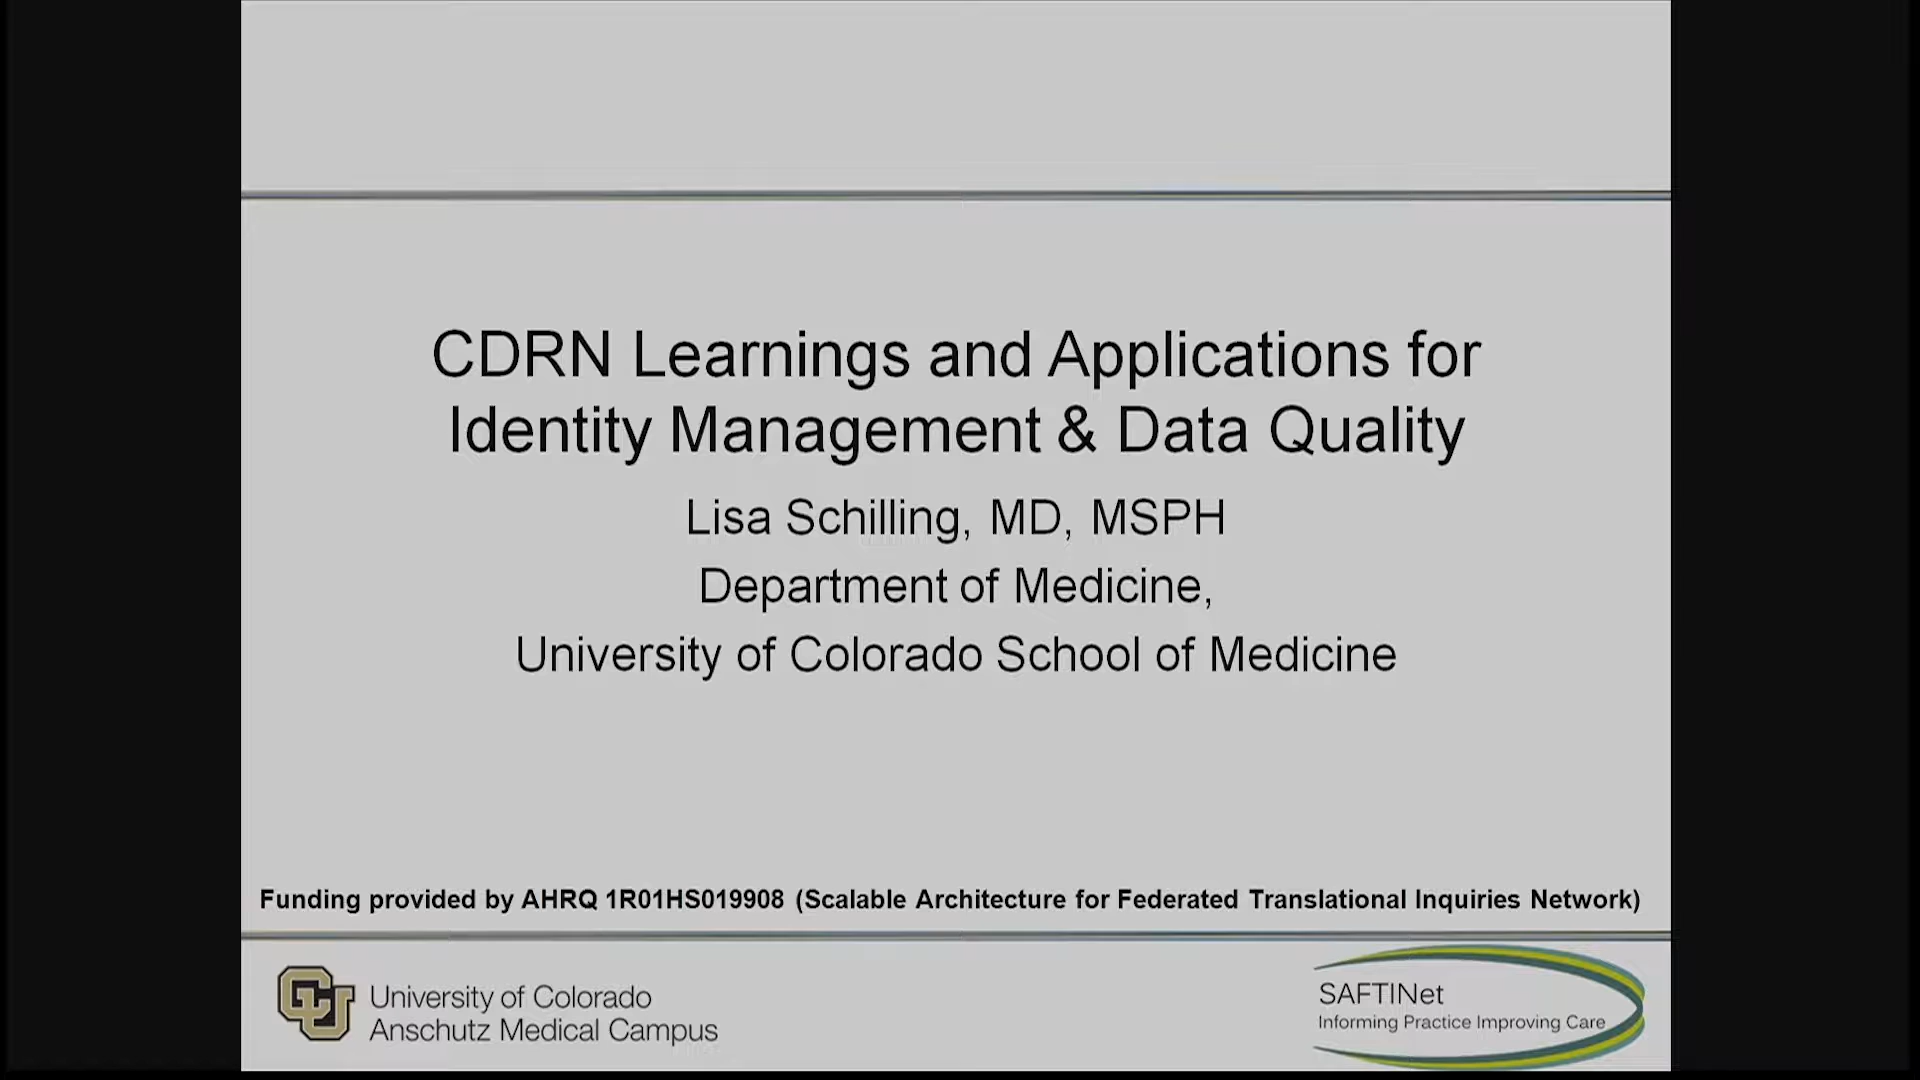 CDRN Learnings and Applications for
Identity Management & Data Quality
Lisa Schilling, MD, MSPH
Department of Medicine,
University of Colorado School of Medicine
Funding provided by AHRQ 1R01HS019908 (Scalable Architecture for Federated Translational Inquiries Network)
University of Colorado
Anschutz Medical Campus
SAFTINet
Informing Practice Improving Care